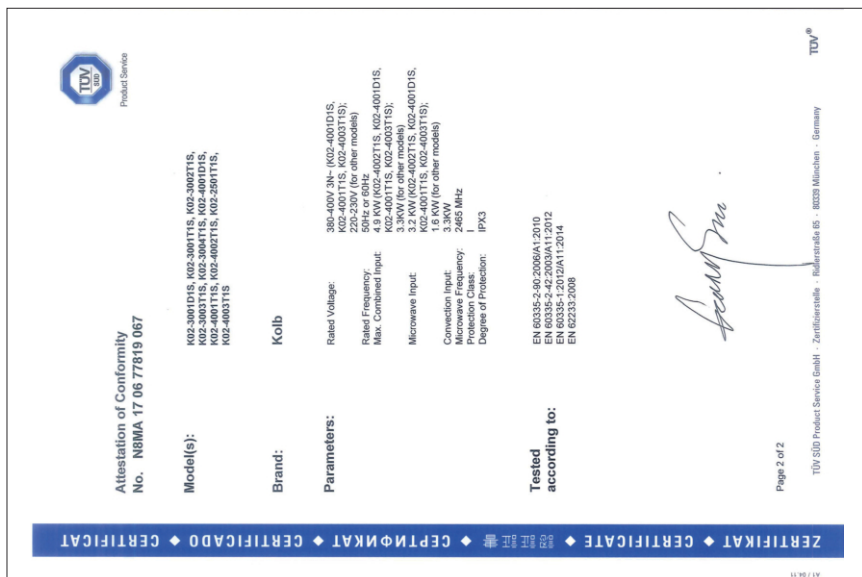 TÜV
SÜD
Product Service
Attestation of Conformity
No. N8MA 17 06 77819 067
Model(s): K02-3001D1S, K02-3001T1S, K02-3002T1S,
K02-3003T1S, K02-3004T1S, K02-4001D1S,
K02-4001T1S, K02-4002T1S, K02-2501T1S,
K02-4003T1S
Brand: Kolb
Parameters:
Rated Voltage: 380-400V 3N~ (K02-4001D1S,
K02-4001T1S, K02-4003T1S);
220-230V (for other models)
Rated Frequency: 50Hz or 60Hz
Max. Combined Input: 4.9 KW (K02-4002T1S, K02-4001D1S,
K02-4001T1S, K02-4003T1S);
3.3KW (for other models)
Microwave Input: 3.2 KW (K02-4002T1S, K02-4001D1S,
K02-4001T1S, K02-4003T1S);
1.6 KW (for other models)
Convection Input: 3.3KW
Microwave Frequency: 2465 MHz
Protection Class: I
Degree of Protection: IPX3
Tested
according to:
EN 60335-2-90:2006/A1:2010
EN 60335-2-42:2003/A11:2012
EN 60335-1:2012/A11:2014
EN 62233:2008
Page 2 of 2
TÜV SÜD Product Service GmbH · Zertifizierstelle · Ridlerstraße 65 · 80339 München · Germany
TÜV®
ZERTIFIKAT ◆ CERTIFICATE ◆ 認証証書 ◆ СЕРТИФИКАТ ◆ CERTIFICADO ◆ CERTIFICAT
A1 / 04.11